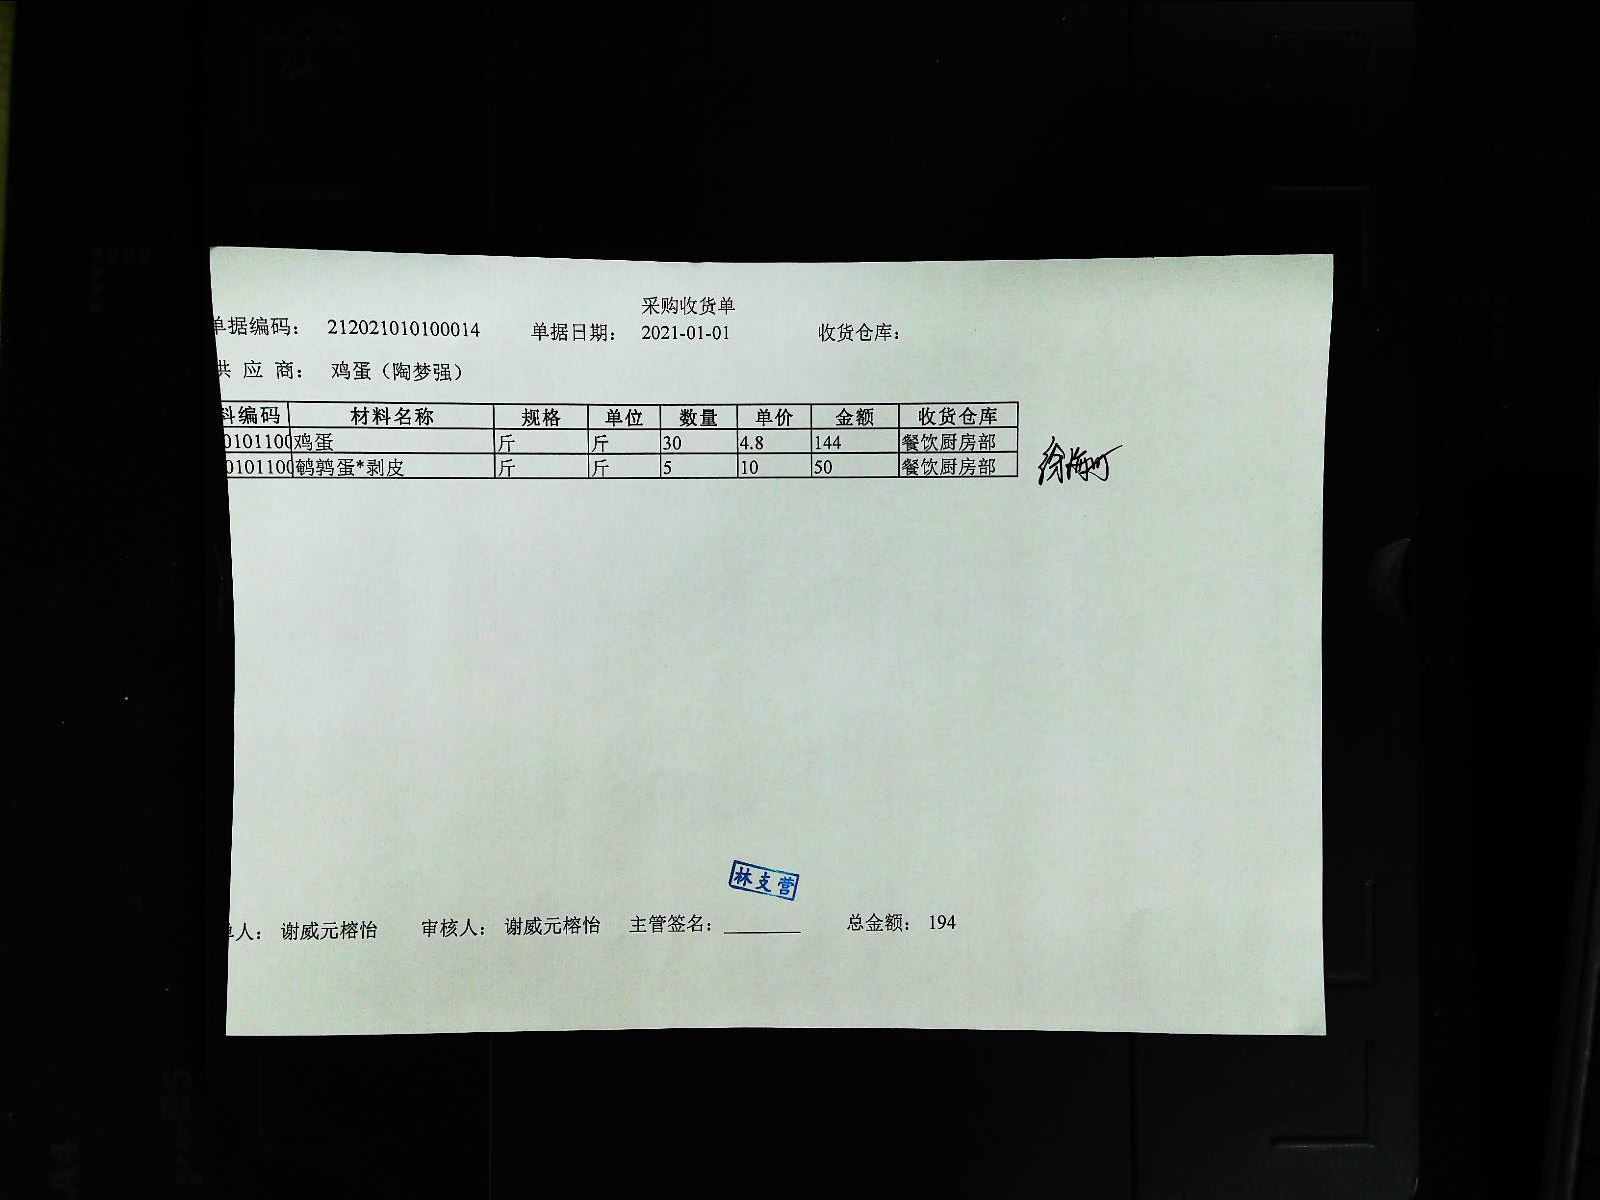 采购收货单
单据编码： 212021010100014 单据日期： 2021-01-01 收货仓库：
供 应 商： 鸡蛋（陶梦强）
料编码 材料名称 规格 单位 数量 单价 金额 收货仓库
0101100 鸡蛋 斤 斤 30 4.8 144 餐饮厨房部
0101100 鹌鹑蛋*剥皮 斤 斤 5 10 50 餐饮厨房部
林支营
单人： 谢威元榕怡 审核人： 谢威元榕怡 主管签名： 总金额： 194